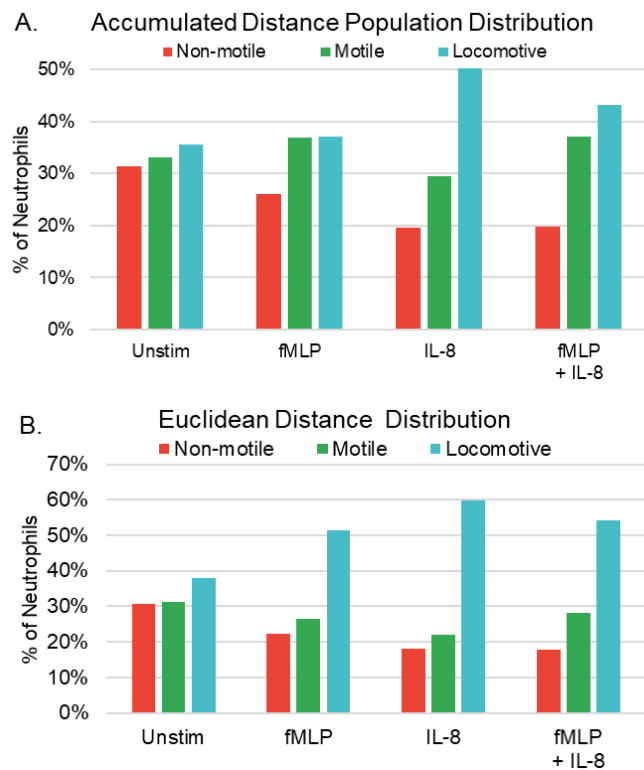 A. Accumulated Distance Population Distribution
Non-motile Motile Locomotive
50%
40%
30%
20%
10%
0%
% of Neutrophils
Unstim fMLP IL-8 fMLP
+ IL-8
B. Euclidean Distance Distribution
Non-motile Motile Locomotive
70%
60%
50%
40%
30%
20%
10%
0%
% of Neutrophils
Unstim fMLP IL-8 fMLP
+ IL-8